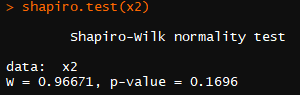 > shapiro.test(x2)
Shapiro-Wilk normality test
data:  x2
W = 0.96671, p-value = 0.1696